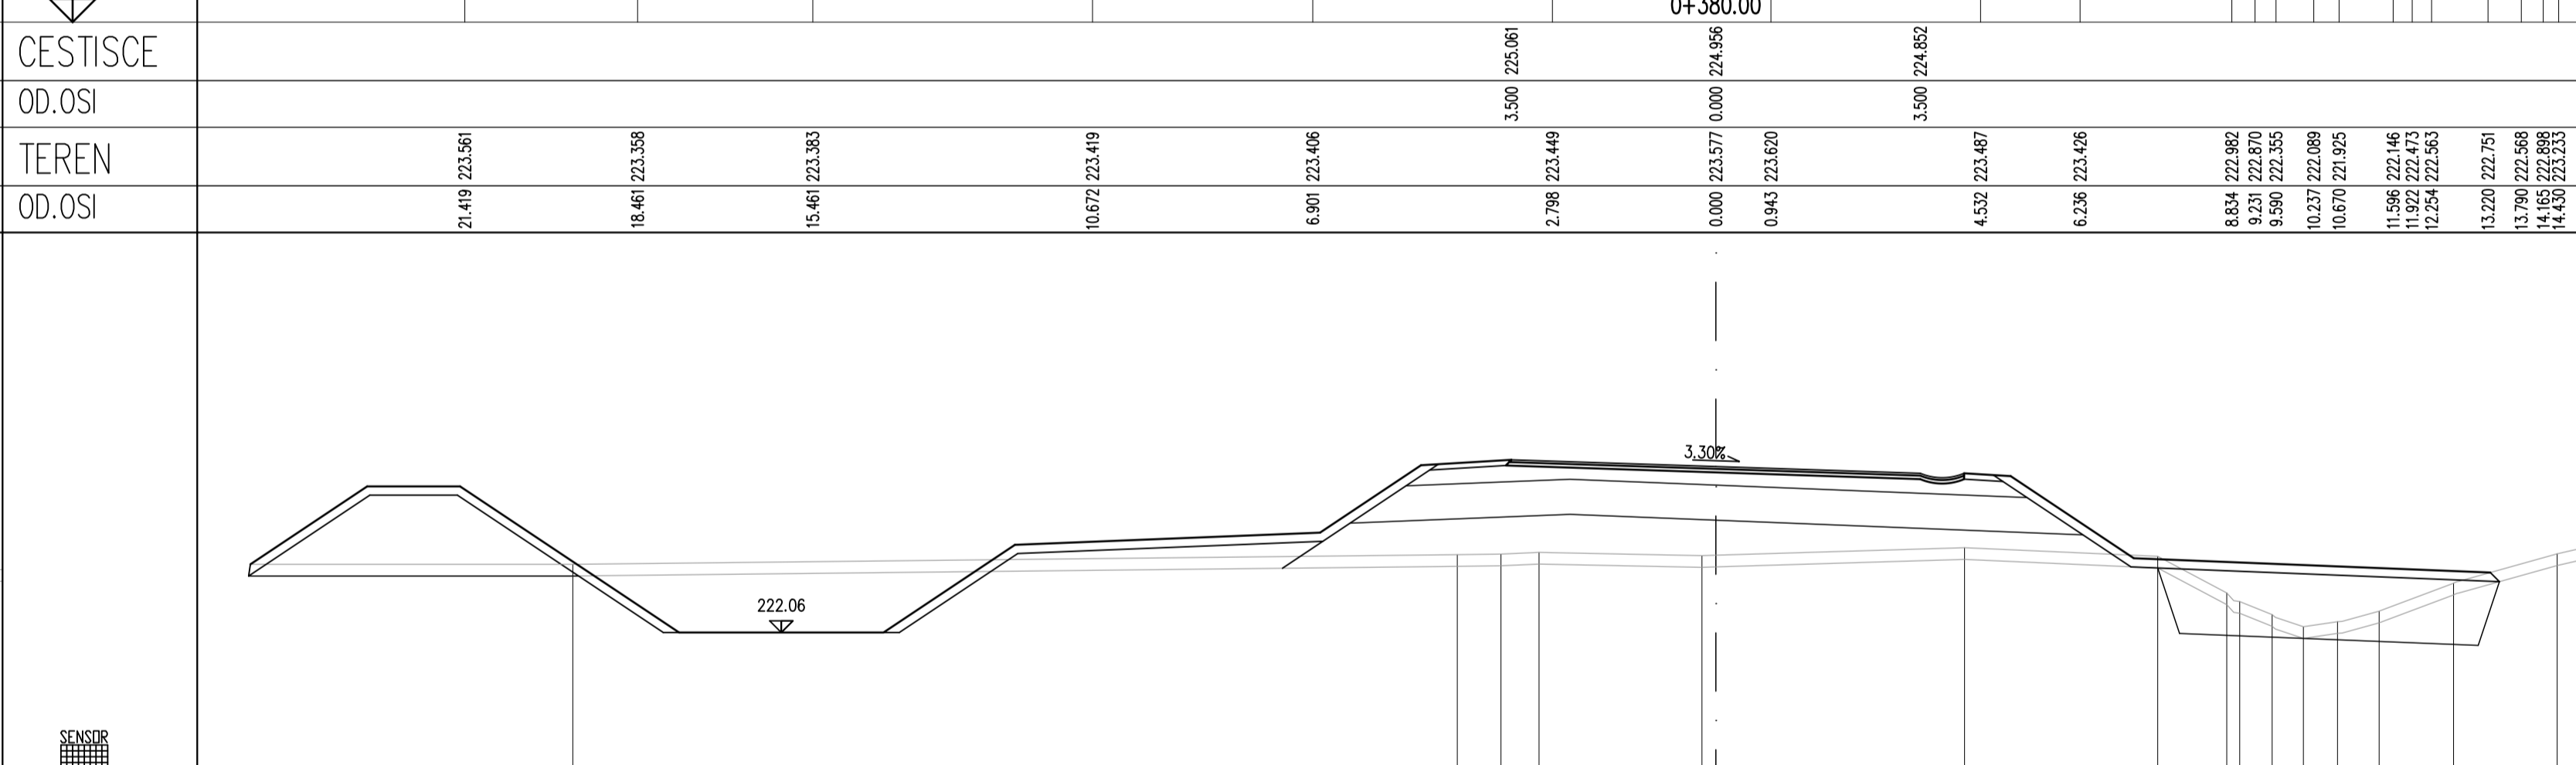 0+380.00
CESTISCE 225.061 224.956 224.852
OD.OSI 3.500 0.000 3.500
TEREN 223.561 223.358 223.383 223.419 223.406 223.449 223.577 223.620 223.487 223.426 222.982 222.870 222.355 222.089 221.925 222.146 222.473 222.563 222.751 222.568 222.898 223.233
OD.OSI 21.419 18.461 15.461 10.672 6.901 2.798 0.000 0.943 4.532 6.236 8.834 9.231 9.590 10.237 10.670 11.596 11.922 12.254 13.220 13.790 14.165 14.430
3.30%
222.06
SENSOR